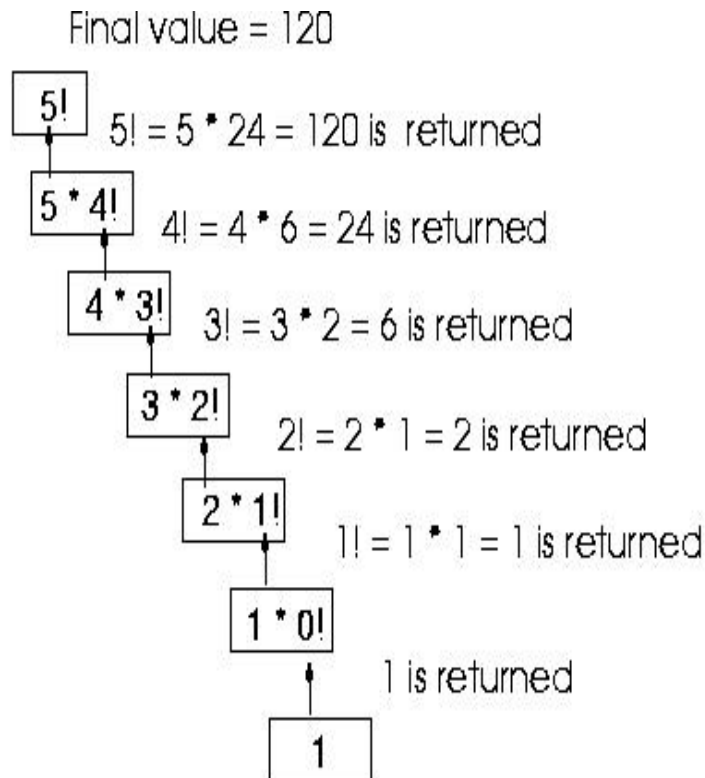 Final value = 120
5!
5! = 5 * 24 = 120 is returned
5 * 4!
4! = 4 * 6 = 24 is returned
4 * 3!
3! = 3 * 2 = 6 is returned
3 * 2!
2! = 2 * 1 = 2 is returned
2 * 1!
1! = 1 * 1 = 1 is returned
1 * 0!
1 is returned
1